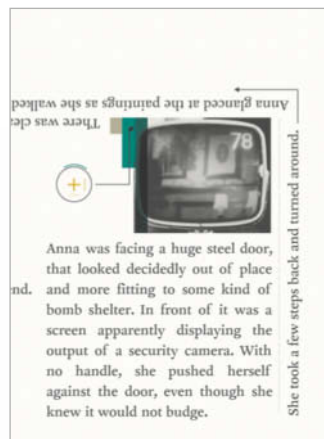 Anna glanced at the paintings as she walked
There was
78
She took a few steps back and turned around.
Anna was facing a huge steel door,
that looked decidedly out of place
and more fitting to some kind of
bomb shelter. In front of it was a
screen apparently displaying the
output of a security camera. With
no handle, she pushed herself
against the door, even though she
knew it would not budge.